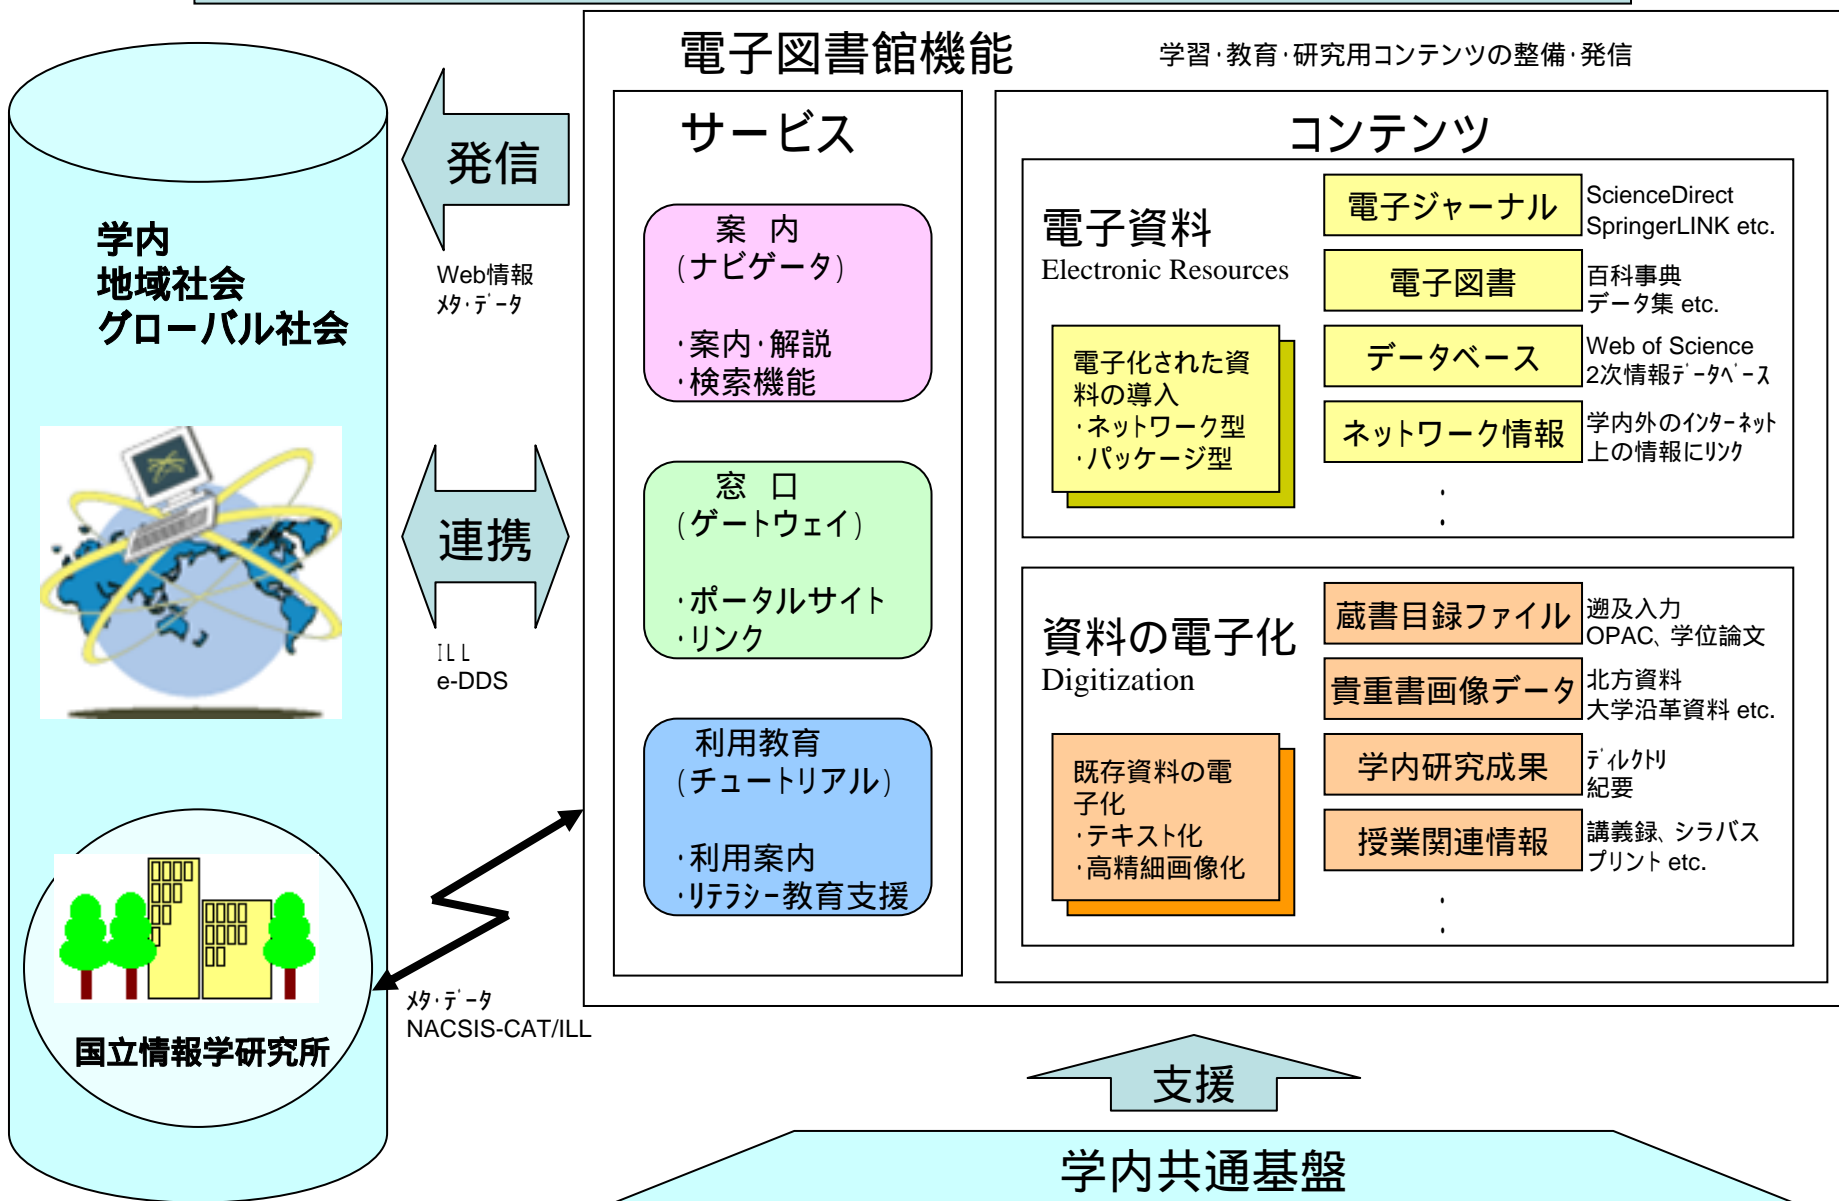 電子図書館機能
学習・教育・研究用コンテンツの整備・発信
学内
地域社会
グローバル社会
国立情報学研究所
発信
Web情報
ﾒﾀ・ﾃﾞｰﾀ
連携
ILL
e-DDS
ﾒﾀ・ﾃﾞｰﾀ
NACSIS-CAT/ILL
サービス
案 内
(ナビゲータ)
・案内・解説
・検索機能
窓 口
(ゲートウェイ)
・ポータルサイト
・リンク
利用教育
(チュートリアル)
・利用案内
・ﾘﾃﾗｼｰ教育支援
コンテンツ
電子資料
Electronic Resources
電子化された資
料の導入
・ネットワーク型
・パッケージ型
電子ジャーナル
ScienceDirect
SpringerLINK etc.
電子図書
百科事典
データ集 etc.
データベース
Web of Science
2次情報ﾃﾞｰﾀﾍﾞｰｽ
ネットワーク情報
学内外のｲﾝﾀｰﾈｯﾄ
上の情報にﾘﾝｸ
・
・
資料の電子化
Digitization
既存資料の電
子化
・テキスト化
・高精細画像化
蔵書目録ファイル
遡及入力
OPAC、学位論文
貴重書画像データ
北方資料
大学沿革資料 etc.
学内研究成果
ﾃﾞｨﾚｸﾄﾘ
紀要
授業関連情報
講義録、シラバス
プリント etc.
・
・
支援
学内共通基盤